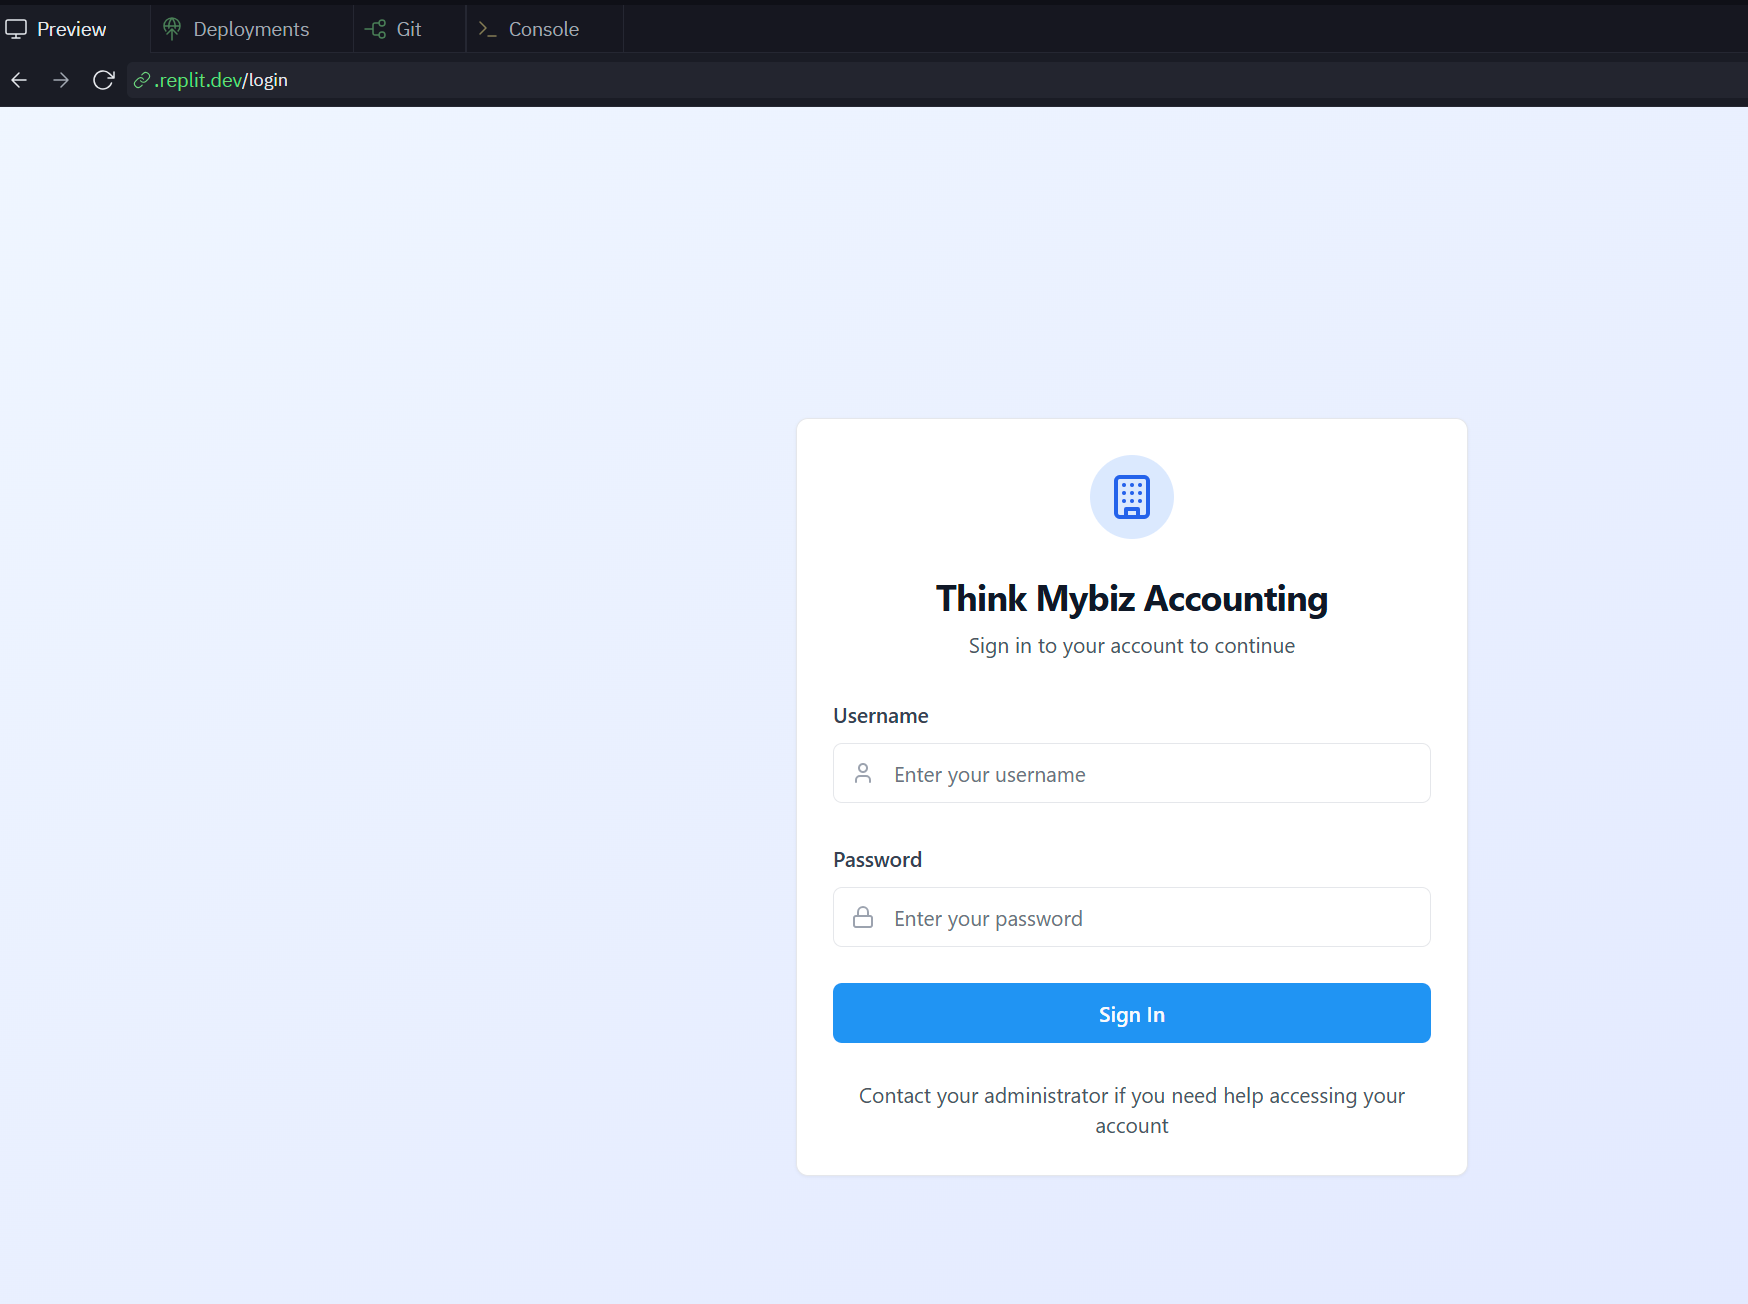 Preview
Deployments
Git
Console
.replit.dev/login
Think Mybiz Accounting
Sign in to your account to continue
Username
Enter your username
Password
Enter your password
Sign In
Contact your administrator if you need help accessing your
account